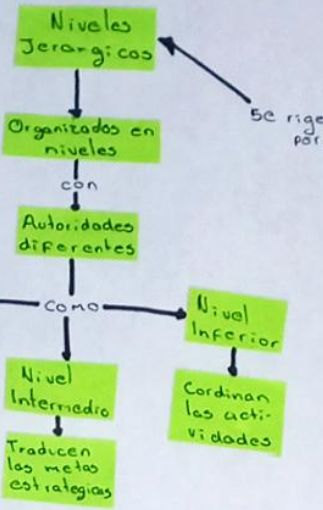 Niveles
Jerargicos
Se rige
por
Organizados en
niveles
con
Autoridades
diferentes
como
Nivel
Inferior
Nivel
Intermedio
Cordinan
las acti-
vidades
Traducen
las metas
estrategias